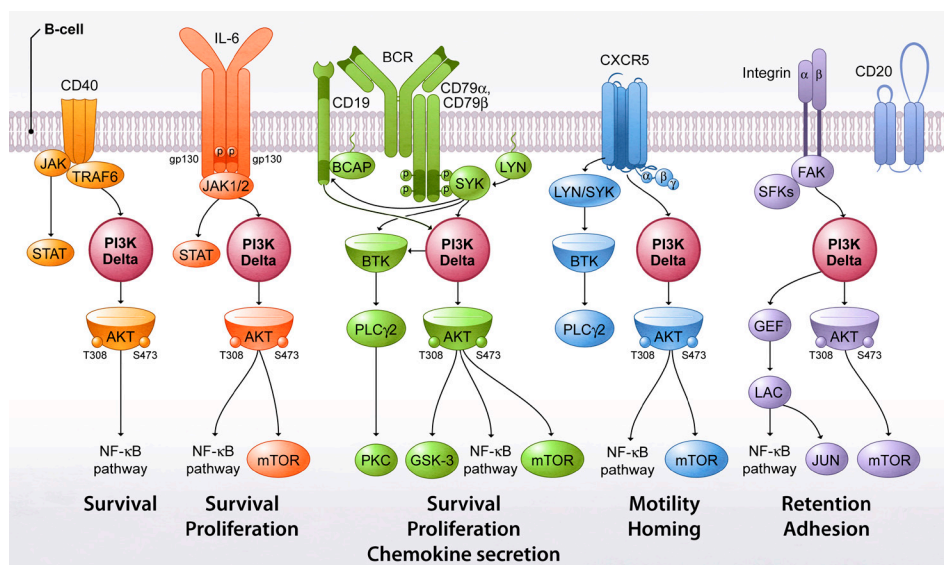 B-cell
CD40
JAK
TRAF6
STAT
PI3K
Delta
AKT
T308
S473
NF-κB
pathway
Survival
IL-6
gp130
p
p
gp130
JAK1/2
STAT
PI3K
Delta
AKT
T308
S473
NF-κB
pathway
mTOR
Survival
Proliferation
BCR
CD19
CD79α,
CD79β
BCAP
LYN
p
p
p
p
SYK
BTK
PI3K
Delta
PLCγ2
AKT
T308
S473
PKC
GSK-3
NF-κB
pathway
mTOR
Survival
Proliferation
Chemokine secretion
CXCR5
LYN/SYK
α
β
γ
BTK
PI3K
Delta
PLCγ2
AKT
T308
S473
NF-κB
pathway
mTOR
Motility
Homing
Integrin
α
β
CD20
FAK
SFKs
PI3K
Delta
GEF
AKT
T308
S473
LAC
NF-κB
pathway
JUN
mTOR
Retention
Adhesion